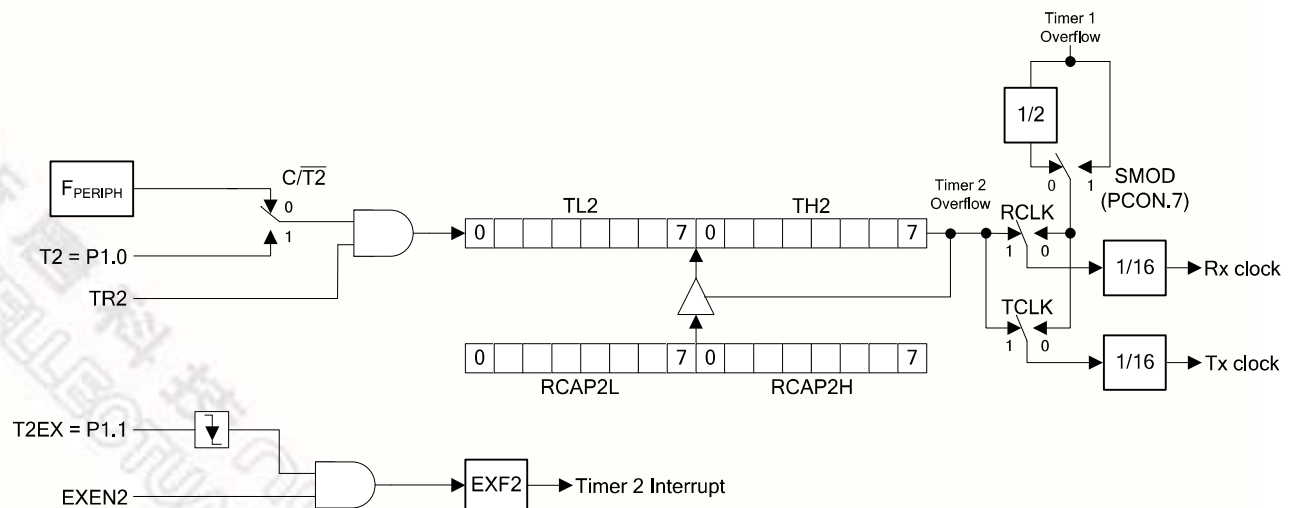 Timer 1
Overflow
1/2
0
1
SMOD
(PCON.7)
F_PERIPH
C/T2
0
1
T2 = P1.0
TR2
TL2
TH2
0
7
0
7
Timer 2
Overflow
RCLK
1
0
1/16
Rx clock
TCLK
1
0
1/16
Tx clock
0
7
0
7
RCAP2L
RCAP2H
T2EX = P1.1
EXEN2
EXF2
Timer 2 Interrupt